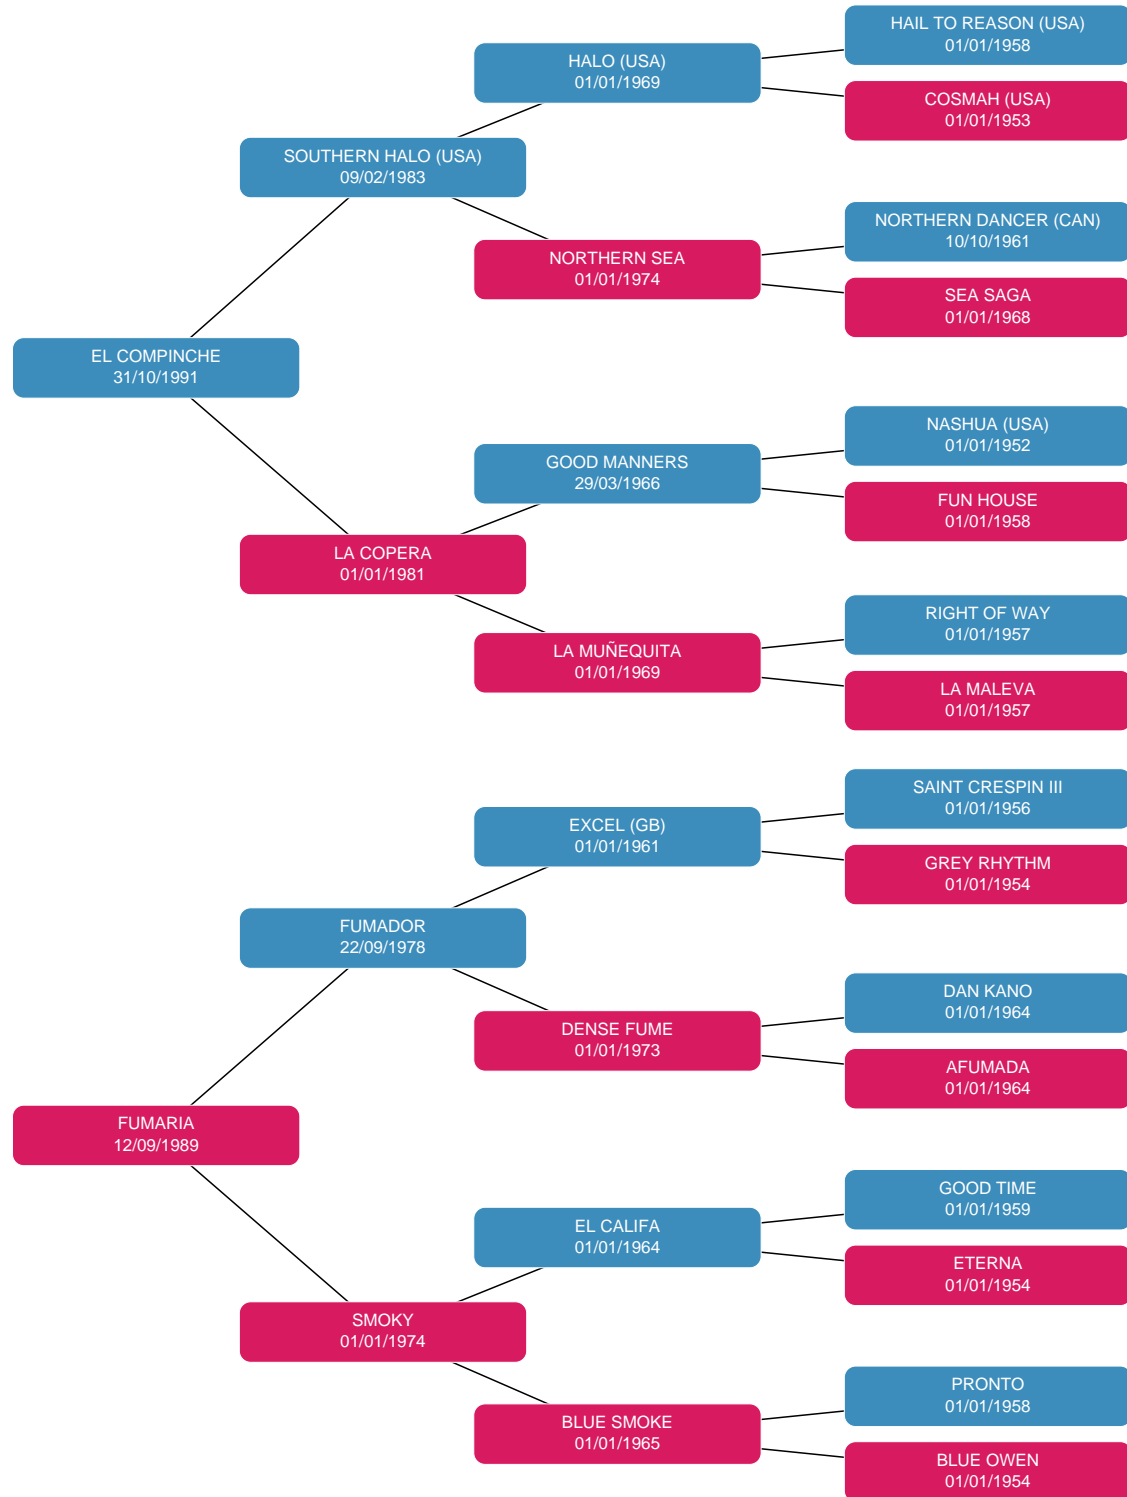 HAIL TO REASON (USA)
01/01/1958
HALO (USA)
01/01/1969
COSMAH (USA)
01/01/1953
SOUTHERN HALO (USA)
09/02/1983
NORTHERN DANCER (CAN)
10/10/1961
NORTHERN SEA
01/01/1974
SEA SAGA
01/01/1968
EL COMPINCHE
31/10/1991
NASHUA (USA)
01/01/1952
GOOD MANNERS
29/03/1966
FUN HOUSE
01/01/1958
LA COPERA
01/01/1981
RIGHT OF WAY
01/01/1957
LA MUÑEQUITA
01/01/1969
LA MALEVA
01/01/1957
SAINT CRESPIN III
01/01/1956
EXCEL (GB)
01/01/1961
GREY RHYTHM
01/01/1954
FUMADOR
22/09/1978
DAN KANO
01/01/1964
DENSE FUME
01/01/1973
AFUMADA
01/01/1964
FUMARIA
12/09/1989
GOOD TIME
01/01/1959
EL CALIFA
01/01/1964
ETERNA
01/01/1954
SMOKY
01/01/1974
PRONTO
01/01/1958
BLUE SMOKE
01/01/1965
BLUE OWEN
01/01/1954